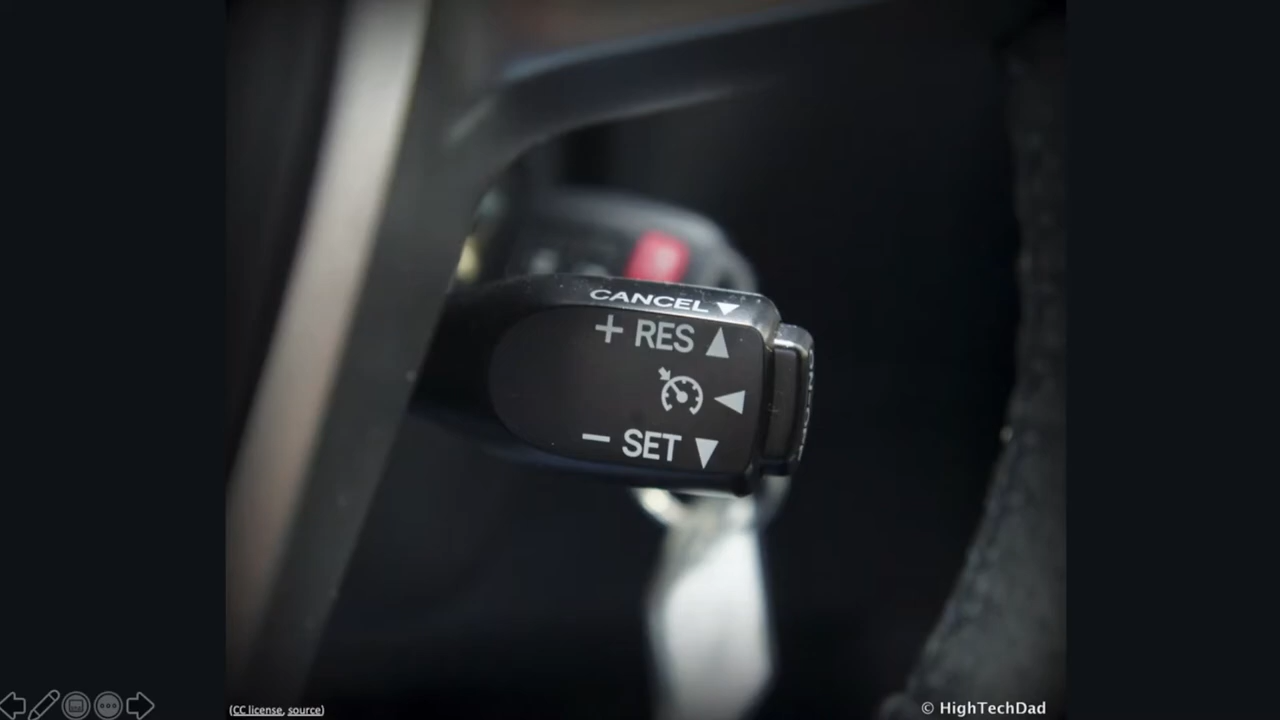 CANCEL
+ RES
– SET
(CC license, source)
© HighTechDad